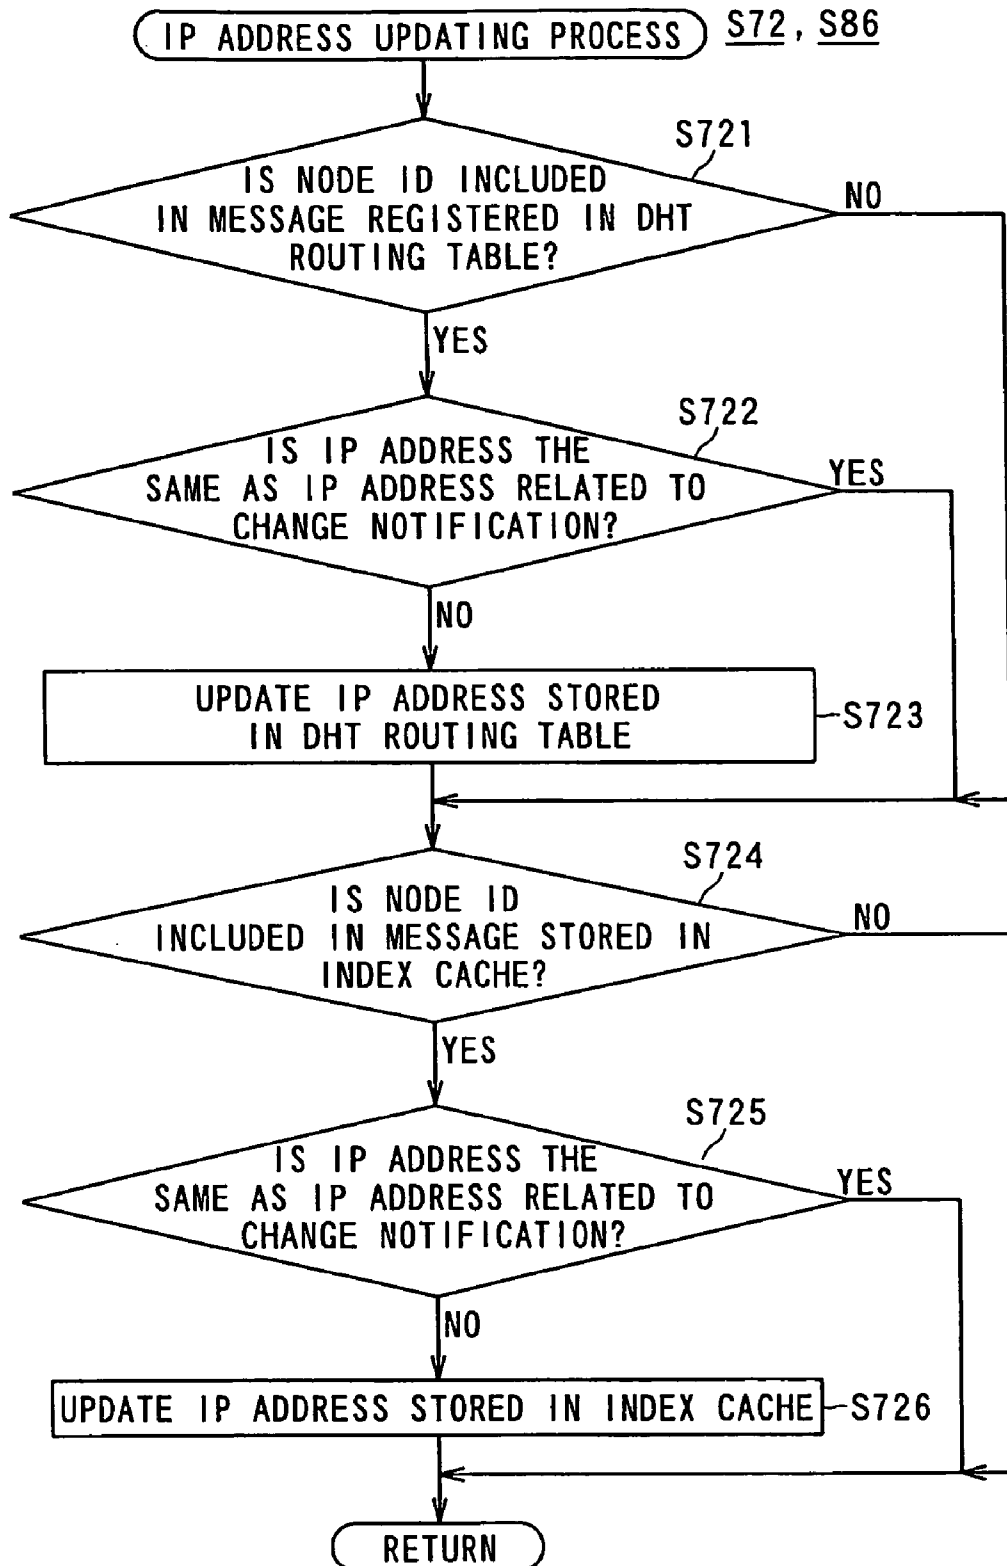 IP ADDRESS UPDATING PROCESS S72, S86
S721
IS NODE ID INCLUDED
IN MESSAGE REGISTERED IN DHT
ROUTING TABLE?
NO
YES
S722
IS IP ADDRESS THE
SAME AS IP ADDRESS RELATED TO
CHANGE NOTIFICATION?
YES
NO
UPDATE IP ADDRESS STORED
IN DHT ROUTING TABLE
S723
S724
IS NODE ID
INCLUDED IN MESSAGE STORED IN
INDEX CACHE?
NO
YES
S725
IS IP ADDRESS THE
SAME AS IP ADDRESS RELATED TO
CHANGE NOTIFICATION?
YES
NO
UPDATE IP ADDRESS STORED IN INDEX CACHE
S726
RETURN